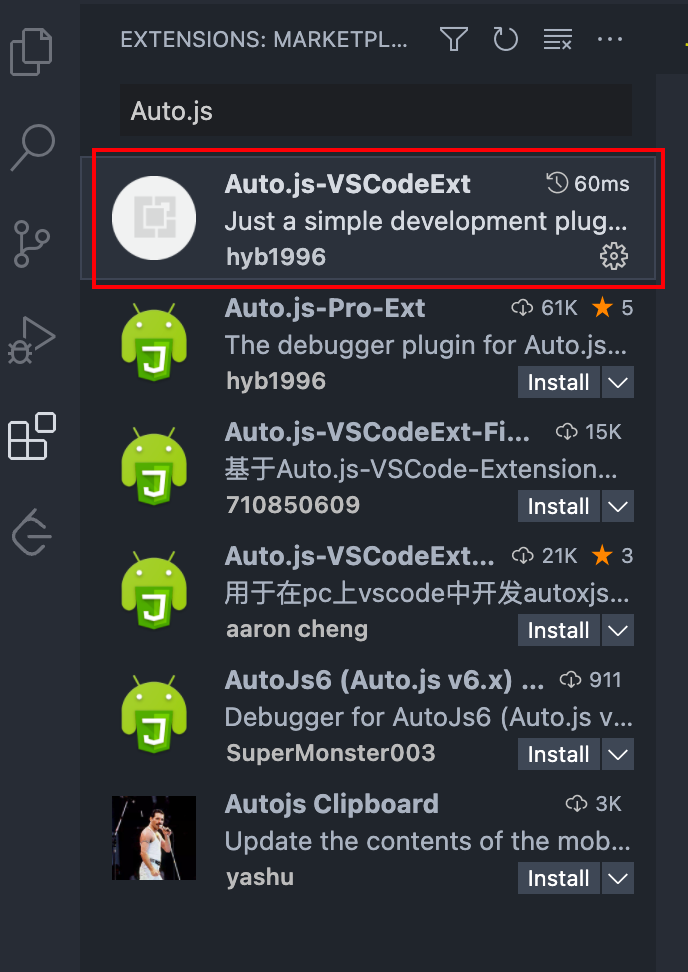 EXTENSIONS: MARKETPL...
Auto.js
Auto.js-VSCodeExt 60ms
Just a simple development plug...
hyb1996
Auto.js-Pro-Ext 61K 5
The debugger plugin for Auto.js...
hyb1996 Install
Auto.js-VSCodeExt-Fi... 15K
基于Auto.js-VSCode-Extension...
710850609 Install
Auto.js-VSCodeExt... 21K 3
用于在pc上vscode中开发autoxjs...
aaron cheng Install
AutoJs6 (Auto.js v6.x) ... 911
Debugger for AutoJs6 (Auto.js v...
SuperMonster003 Install
Autojs Clipboard 3K
Update the contents of the mob...
yashu Install